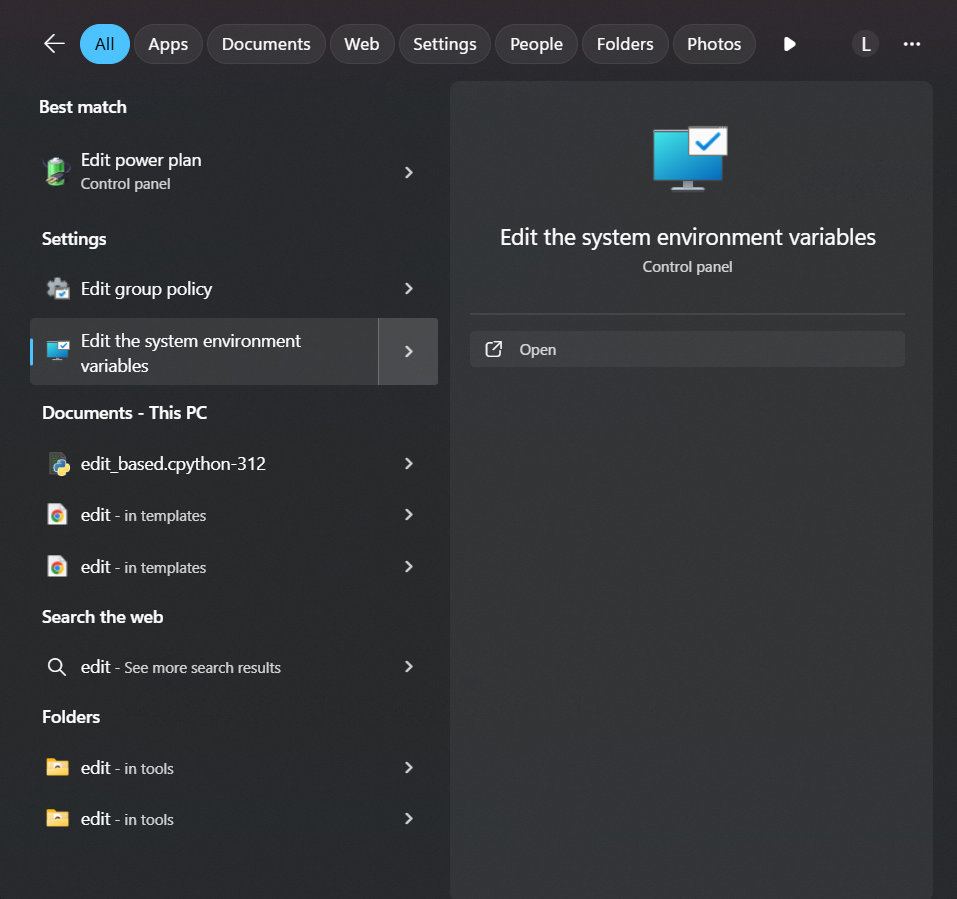 All
Apps
Documents
Web
Settings
People
Folders
Photos
L
Best match
Edit power plan
Control panel
Settings
Edit group policy
Edit the system environment
variables
Documents - This PC
edit_based.cpython-312
edit - in templates
edit - in templates
Search the web
edit - See more search results
Folders
edit - in tools
edit - in tools
Edit the system environment variables
Control panel
Open